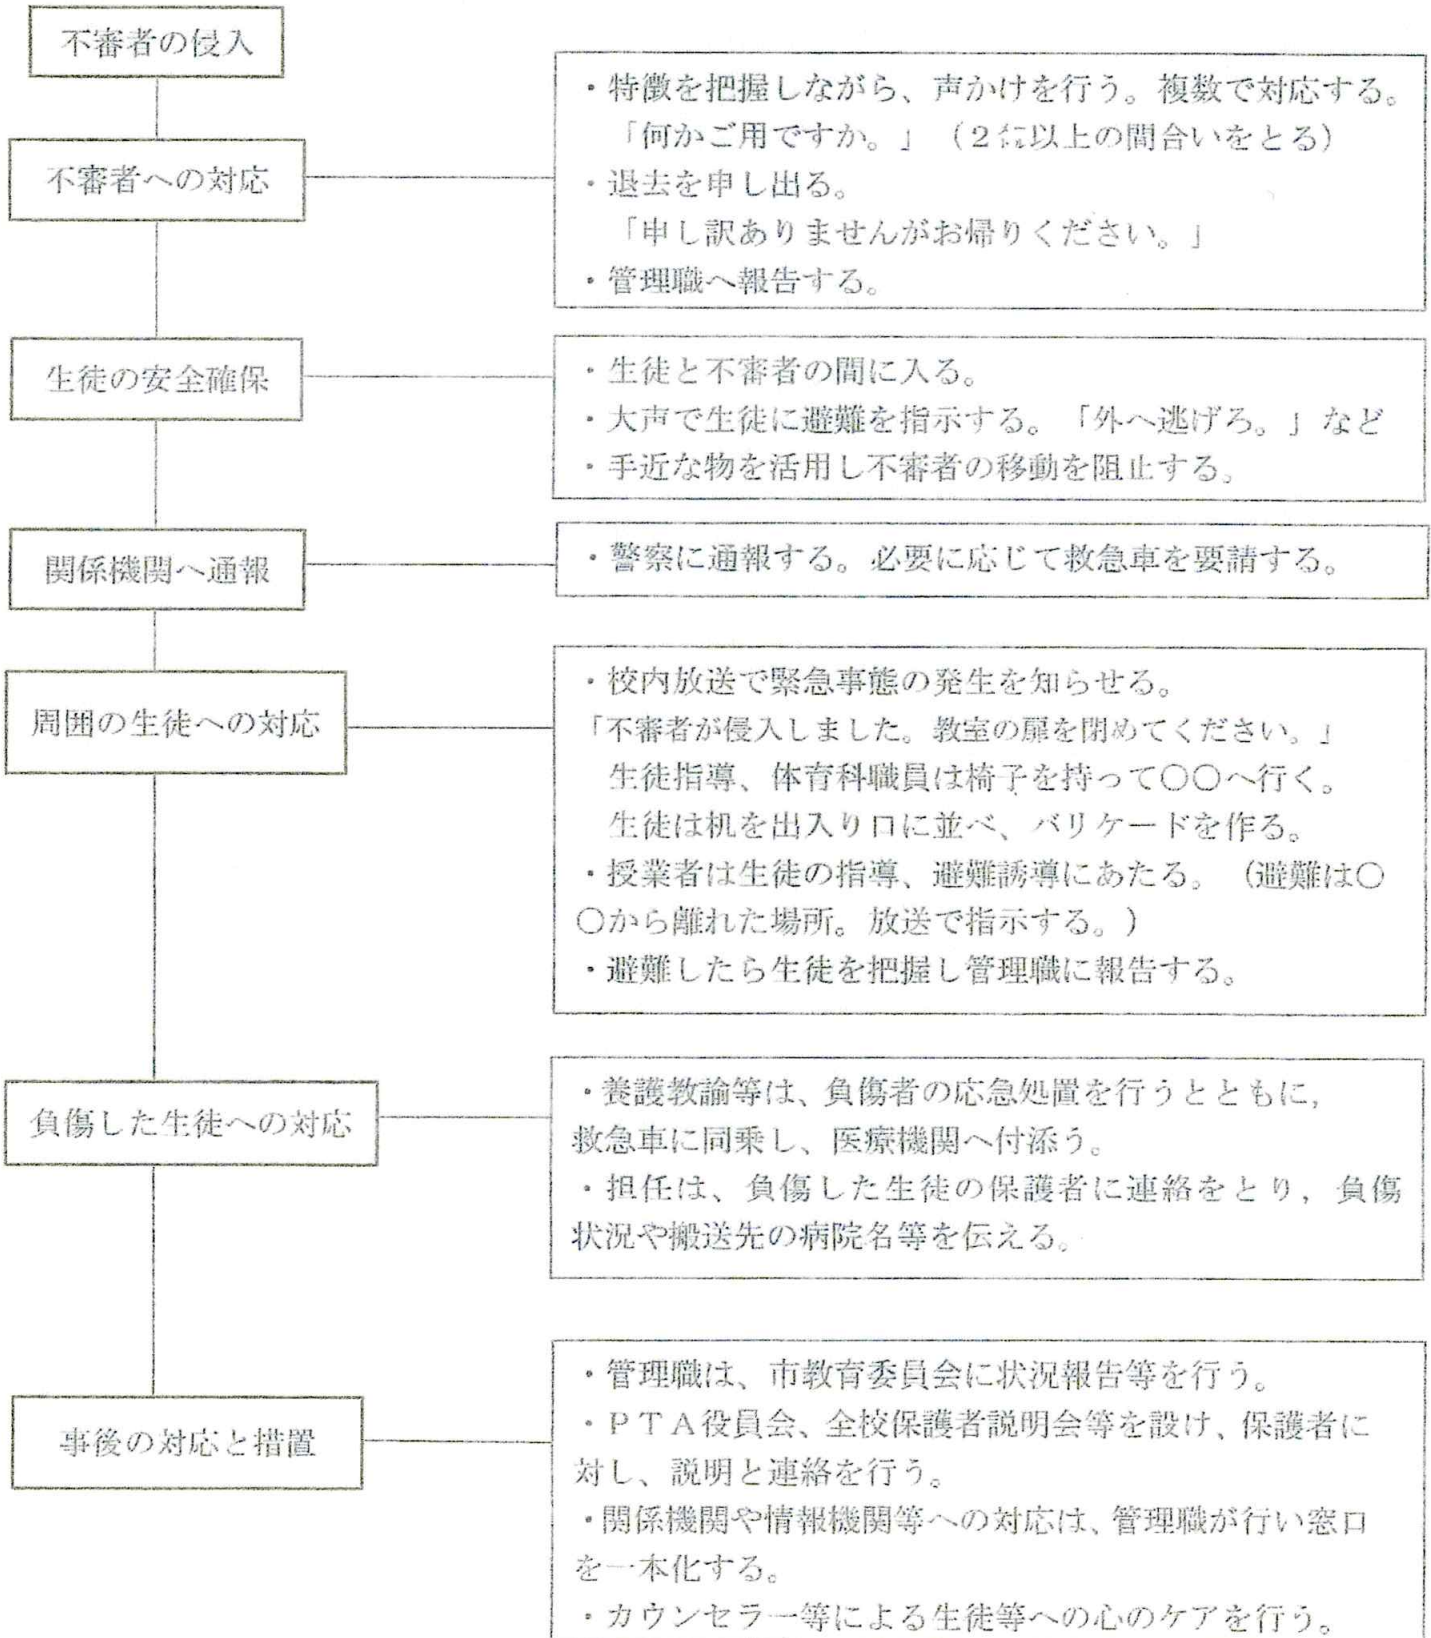 不審者の侵入
不審者への対応
・特徴を把握しながら、声かけを行う。複数で対応する。
「何かご用ですか。」（2㍍以上の間合いをとる）
・退去を申し出る。
「申し訳ありませんがお帰りください。」
・管理職へ報告する。
生徒の安全確保
・生徒と不審者の間に入る。
・大声で生徒に避難を指示する。「外へ逃げろ。」など
・手近な物を活用し不審者の移動を阻止する。
関係機関へ通報
・警察に通報する。必要に応じて救急車を要請する。
周囲の生徒への対応
・校内放送で緊急事態の発生を知らせる。
「不審者が侵入しました。教室の扉を閉めてください。」
生徒指導、体育科職員は椅子を持って〇〇へ行く。
生徒は机を出入り口に並べ、バリケードを作る。
・授業者は生徒の指導、避難誘導にあたる。（避難は〇
〇から離れた場所。放送で指示する。）
・避難したら生徒を把握し管理職に報告する。
負傷した生徒への対応
・養護教諭等は、負傷者の応急処置を行うとともに，
救急車に同乗し、医療機関へ付添う。
・担任は、負傷した生徒の保護者に連絡をとり，負傷
状況や搬送先の病院名等を伝える。
事後の対応と措置
・管理職は、市教育委員会に状況報告等を行う。
・ＰＴＡ役員会、全校保護者説明会等を設け、保護者に
対し、説明と連絡を行う。
・関係機関や情報機関等への対応は、管理職が行い窓口
を一本化する。
・カウンセラー等による生徒等への心のケアを行う。